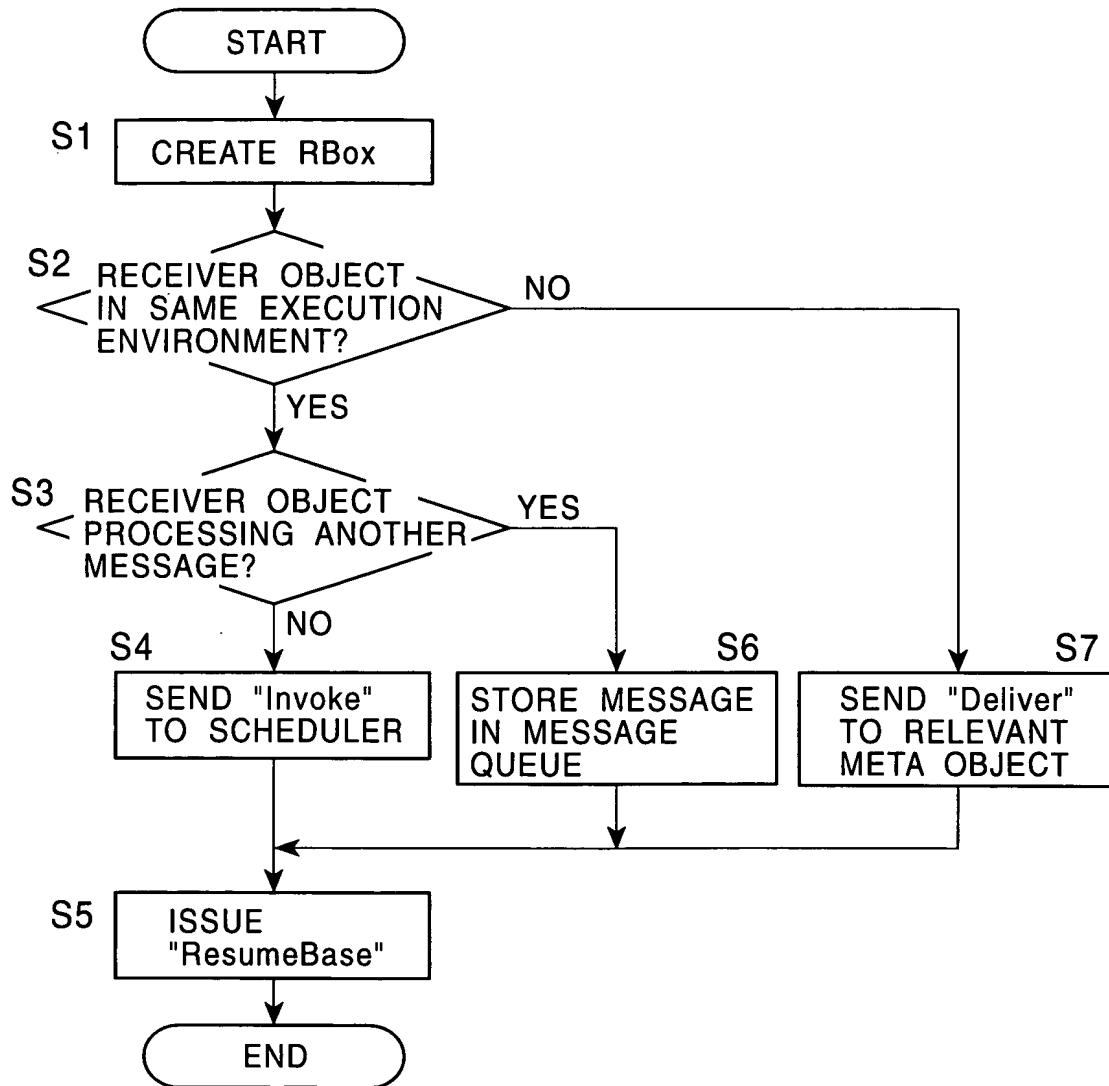 START
S1
CREATE RBox
S2
RECEIVER OBJECT
IN SAME EXECUTION
ENVIRONMENT?
NO
YES
S3
RECEIVER OBJECT
PROCESSING ANOTHER
MESSAGE?
YES
NO
S4
SEND "Invoke"
TO SCHEDULER
S6
STORE MESSAGE
IN MESSAGE
QUEUE
S7
SEND "Deliver"
TO RELEVANT
META OBJECT
S5
ISSUE
"ResumeBase"
END